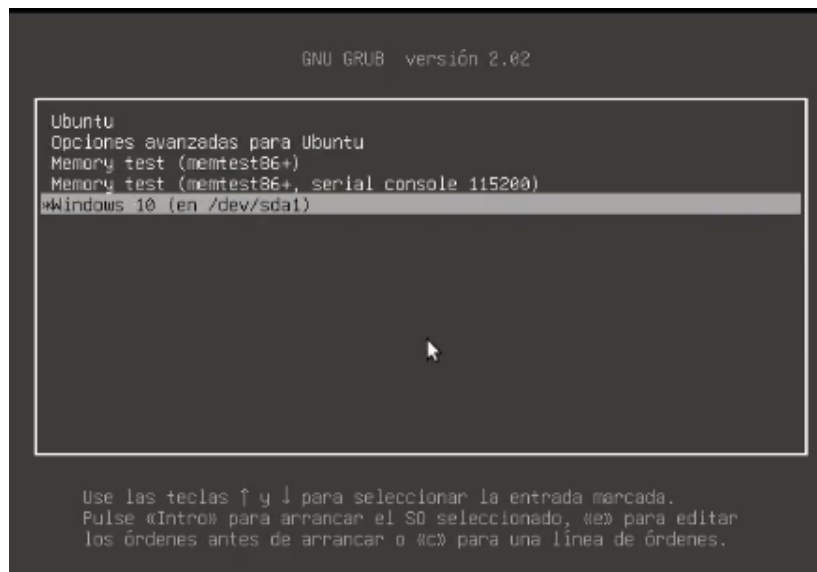 GNU GRUB versión 2.02
Ubuntu
Opciones avanzadas para Ubuntu
Memory test (memtest86+)
Memory test (memtest86+, serial console 115200)
*Windows 10 (en /dev/sda1)
Use las teclas ↑ y ↓ para seleccionar la entrada marcada.
Pulse «Intro» para arrancar el SO seleccionado, «e» para editar
los órdenes antes de arrancar o «c» para una línea de órdenes.